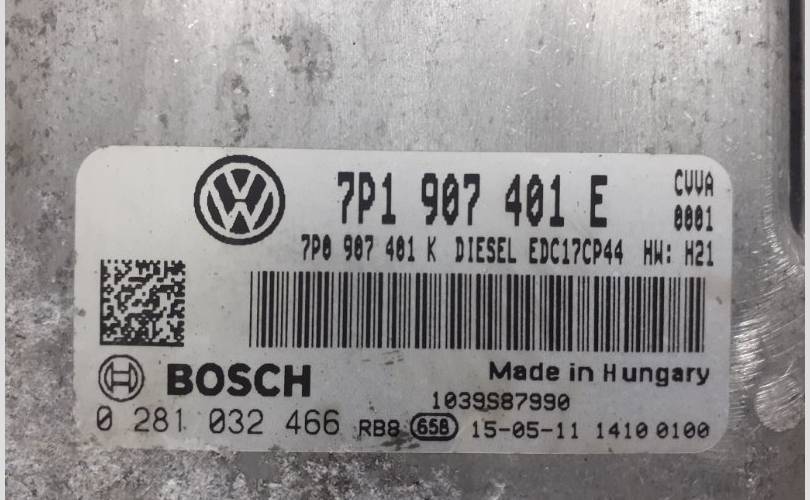 7P1 907 401 E
CVVA
0001
7P0 907 401 K DIESEL EDC17CP44 HW: H21
Made in Hungary
BOSCH
1039S87990
0 281 032 466 RB8 658 15-05-11 1410 0100